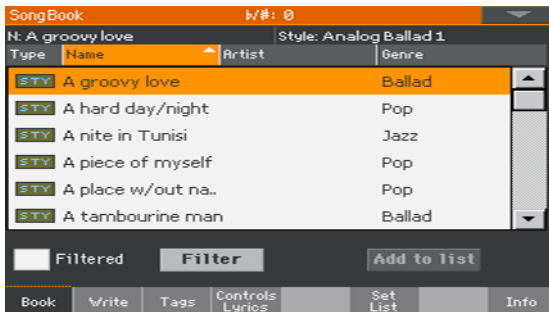 SongBook ♭/#: 0
N: A groovy love Style: Analog Ballad 1
Type Name Artist Genre
STY A groovy love Ballad
STY A hard day/night Pop
STY A nite in Tunisi Jazz
STY A piece of myself Pop
STY A place w/out na.. Pop
STY A tambourine man Ballad
Filtered Filter Add to list
Book Write Tags Controls Lyrics Set List Info